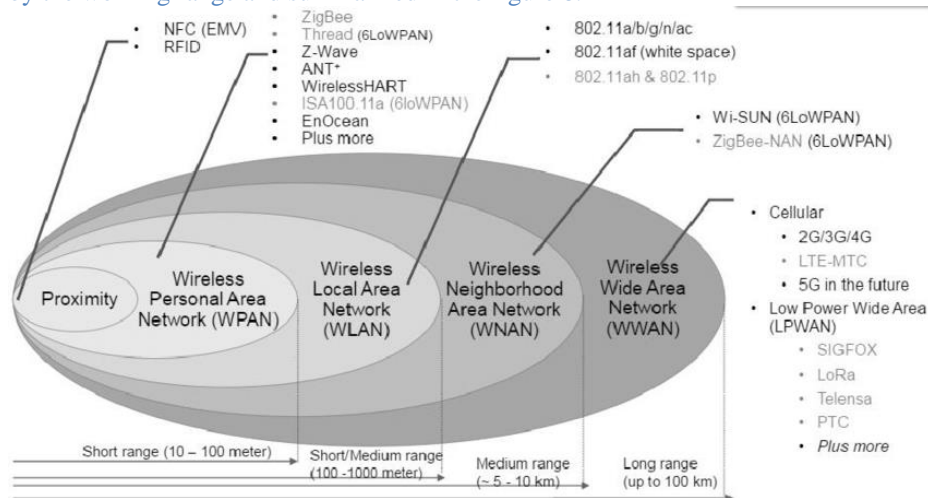 • NFC (EMV)
• RFID
• ZigBee
• Thread (6LoWPAN)
• Z-Wave
• ANT+
• WirelessHART
• ISA100.11a (6loWPAN)
• EnOcean
• Plus more
• 802.11a/b/g/n/ac
• 802.11af (white space)
• 802.11ah & 802.11p
• Wi-SUN (6LoWPAN)
• ZigBee-NAN (6LoWPAN)
• Cellular
• 2G/3G/4G
• LTE-MTC
• 5G in the future
• Low Power Wide Area
(LPWAN)
• SIGFOX
• LoRa
• Telensa
• PTC
• Plus more
Proximity
Wireless
Personal Area
Network (WPAN)
Wireless
Local Area
Network
(WLAN)
Wireless
Neighborhood
Area Network
(WNAN)
Wireless
Wide Area
Network
(WWAN)
Short range (10 – 100 meter)
Short/Medium range
(100 -1000 meter)
Medium range
(~ 5 - 10 km)
Long range
(up to 100 km)